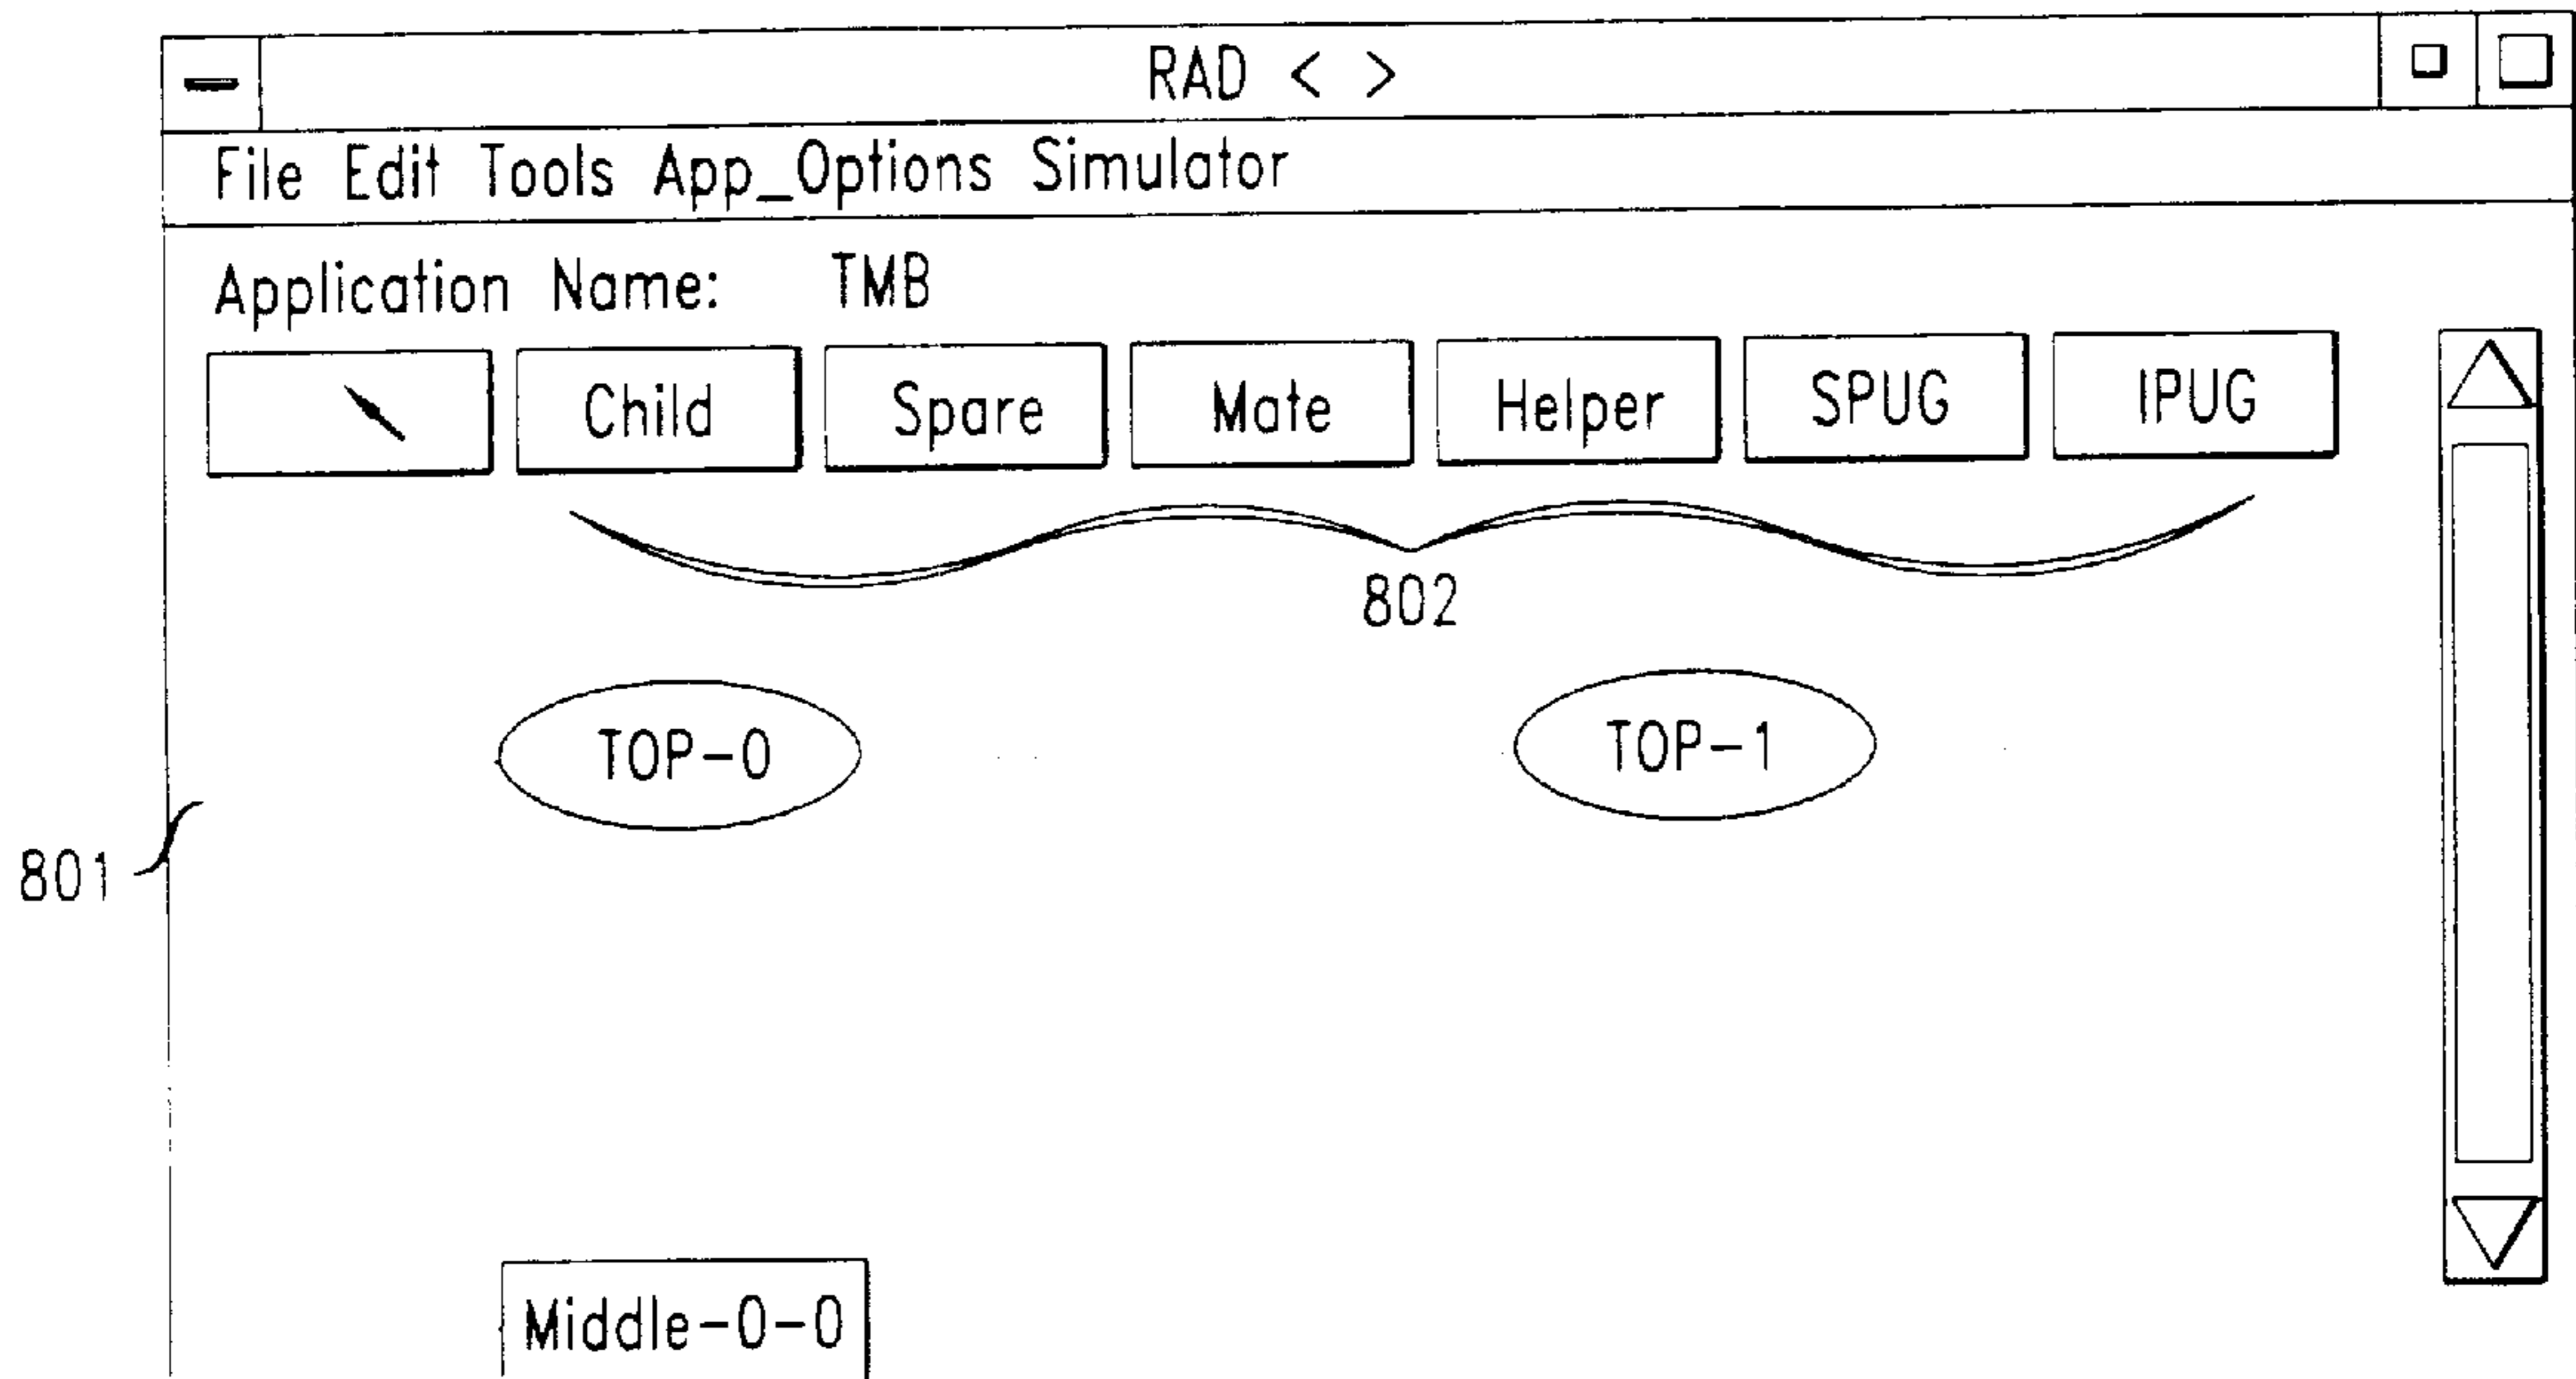 RAD < >
File Edit Tools App_Options Simulator
Application Name: TMB
Child Spare Mate Helper SPUG IPUG
802
TOP-0 TOP-1
801
Middle-0-0